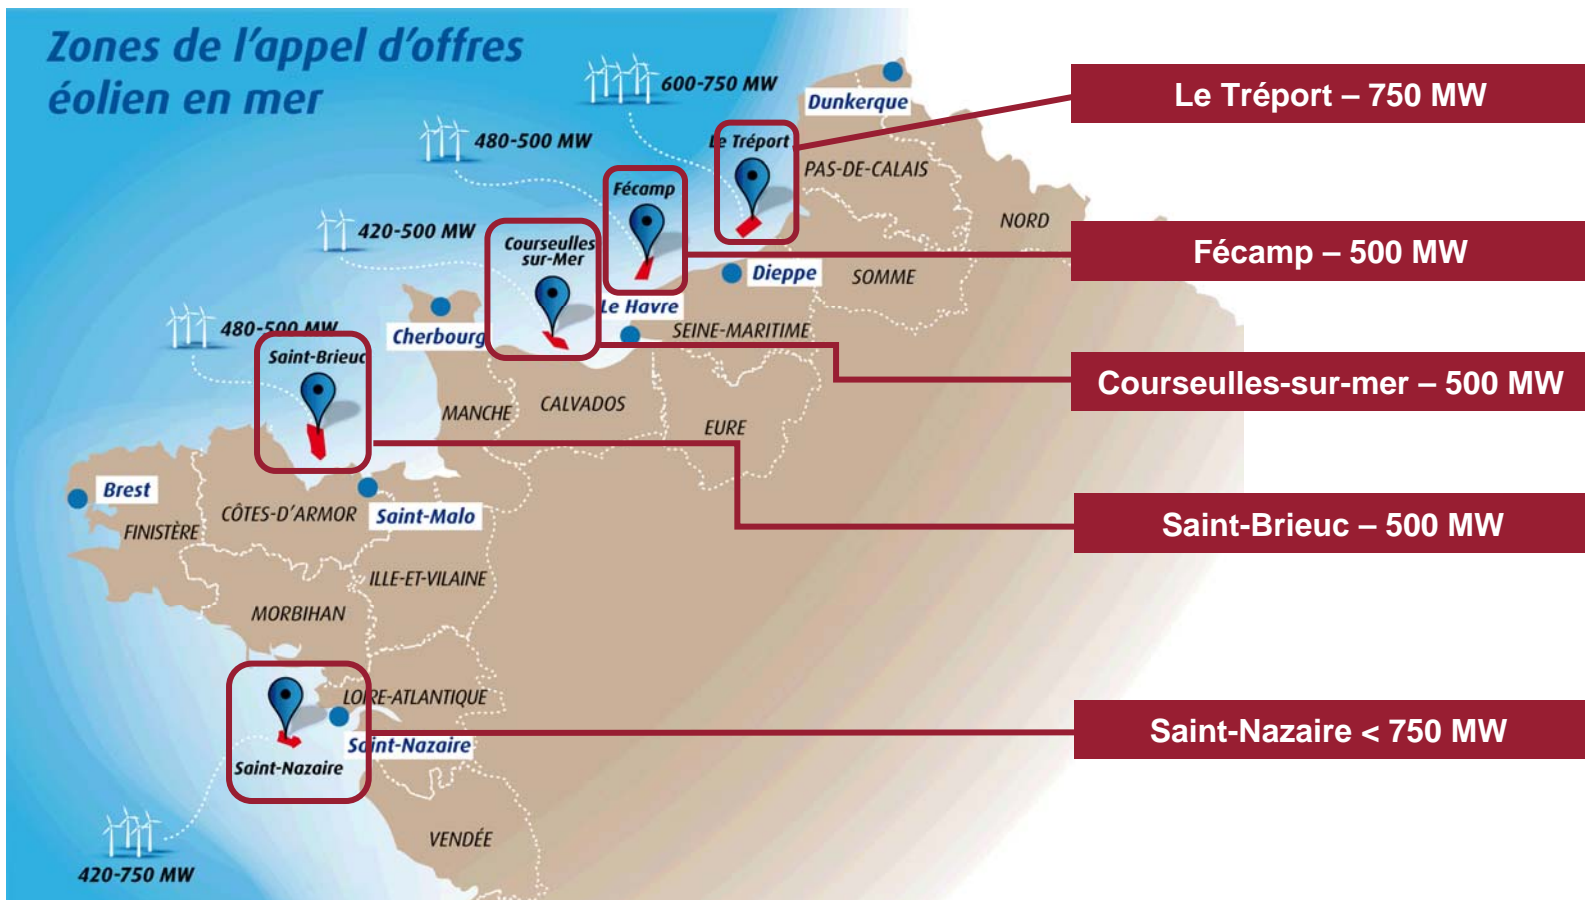 Zones de l'appel d'offres
éolien en mer
600-750 MW
Dunkerque
Le Tréport – 750 MW
480-500 MW
Le Tréport
PAS-DE-CALAIS
Fécamp
NORD
420-500 MW
Courseulles
sur-Mer
Fécamp – 500 MW
Dieppe
SOMME
Le Havre
480-500 MW
Cherbourg
SEINE-MARITIME
Saint-Brieuc
Courseulles-sur-mer – 500 MW
MANCHE
CALVADOS
EURE
Brest
CÔTES-D'ARMOR
Saint-Malo
FINISTÈRE
Saint-Brieuc – 500 MW
ILLE-ET-VILAINE
MORBIHAN
LOIRE-ATLANTIQUE
Saint-Nazaire < 750 MW
Saint-Nazaire
Saint-Nazaire
VENDÉE
420-750 MW